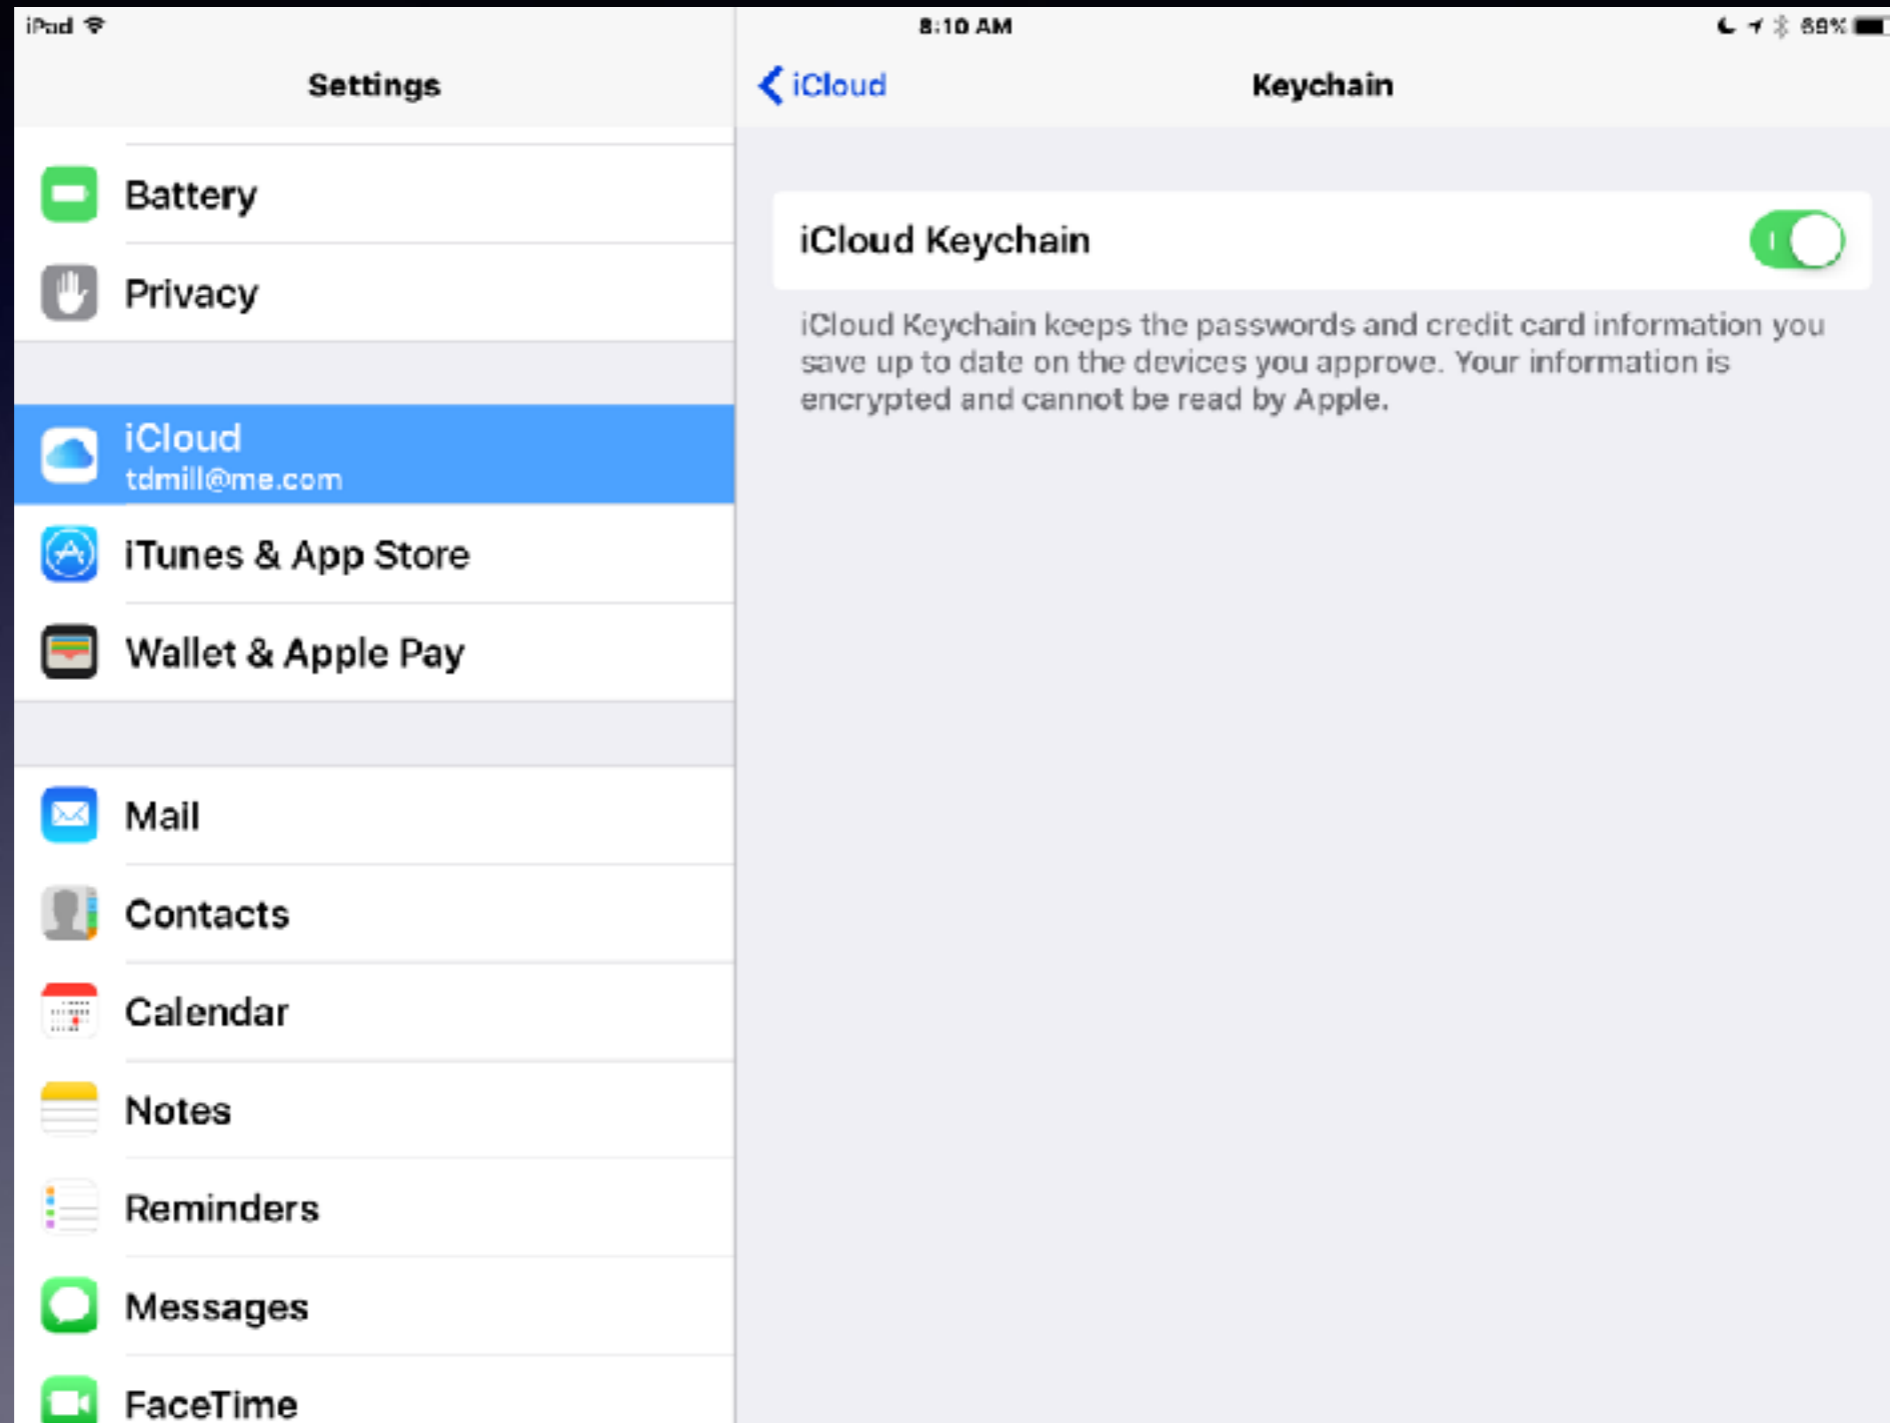 iPad
8:10 AM
69%
Settings
Battery
Privacy
iCloud
tdmill@me.com
iTunes & App Store
Wallet & Apple Pay
Mail
Contacts
Calendar
Notes
Reminders
Messages
FaceTime
iCloud
Keychain
iCloud Keychain
iCloud Keychain keeps the passwords and credit card information you
save up to date on the devices you approve. Your information is
encrypted and cannot be read by Apple.